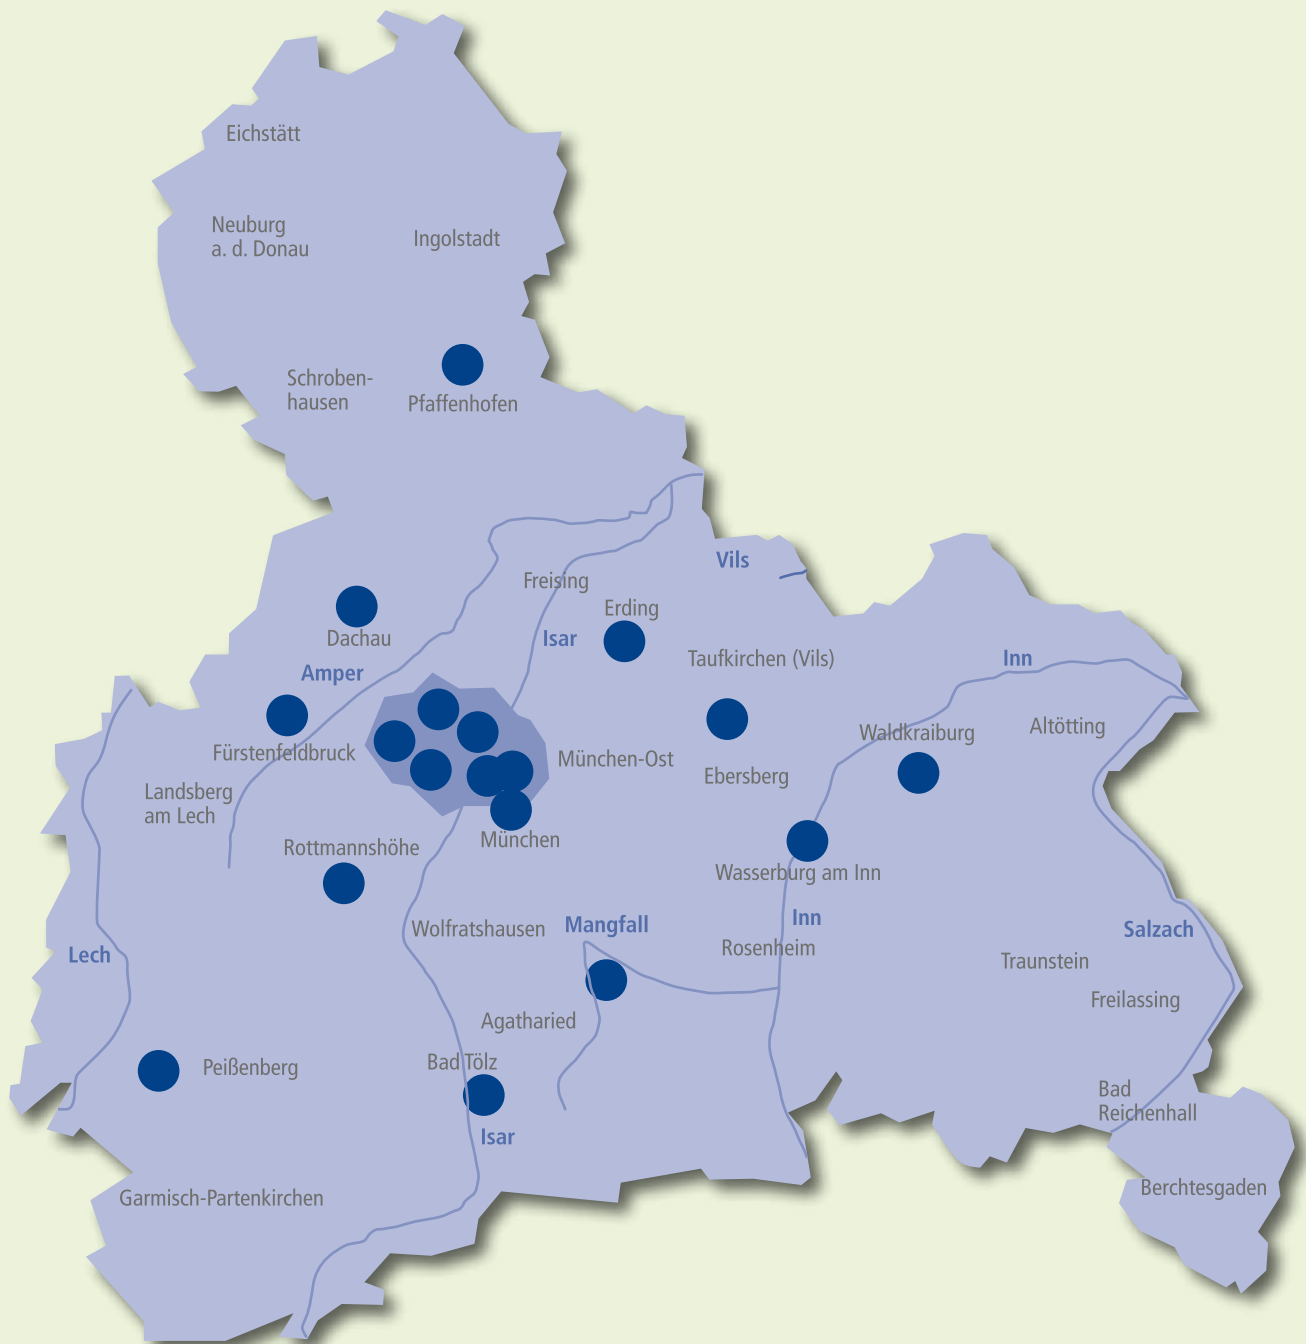 Eichstätt
Neuburg
a. d. Donau
Ingolstadt
Schroben-
hausen
Pfaffenhofen
Vils
Freising
Erding
Dachau
Isar
Taufkirchen (Vils)
Inn
Amper
Altötting
Waldkraiburg
Fürstenfeldbruck
München-Ost
Ebersberg
Landsberg
am Lech
München
Rottmannshöhe
Wasserburg am Inn
Inn
Mangfall
Wolfratshausen
Salzach
Rosenheim
Lech
Traunstein
Freilassing
Agatharied
Bad Tölz
Peißenberg
Bad
Reichenhall
Isar
Berchtesgaden
Garmisch-Partenkirchen